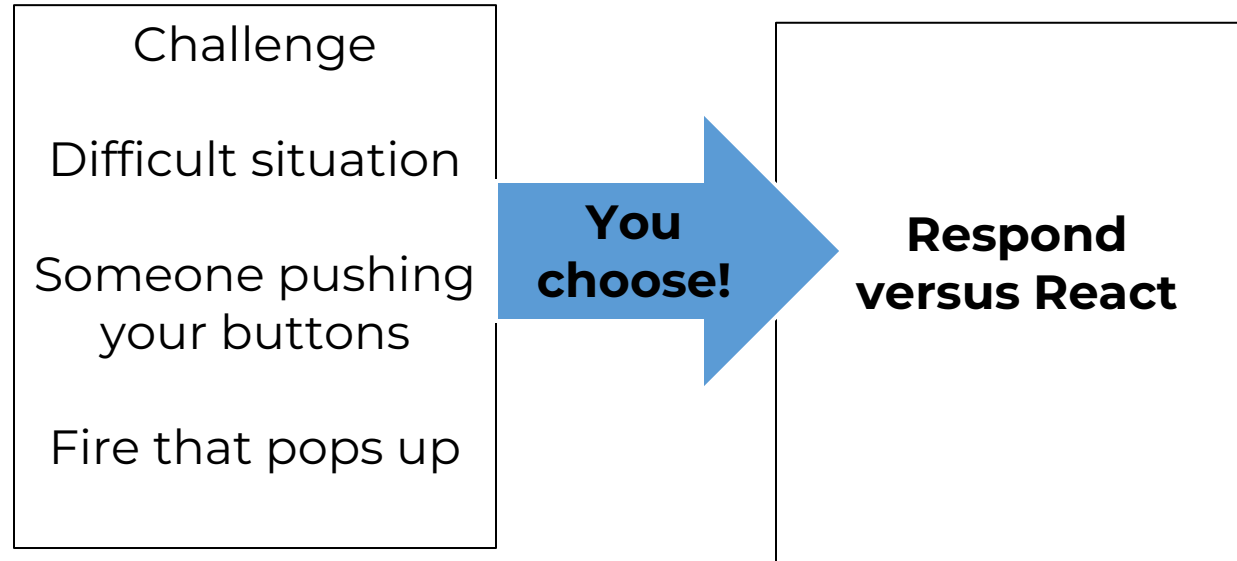 Challenge
Difficult situation
Someone pushing
your buttons
Fire that pops up
You
choose!
Respond
versus React